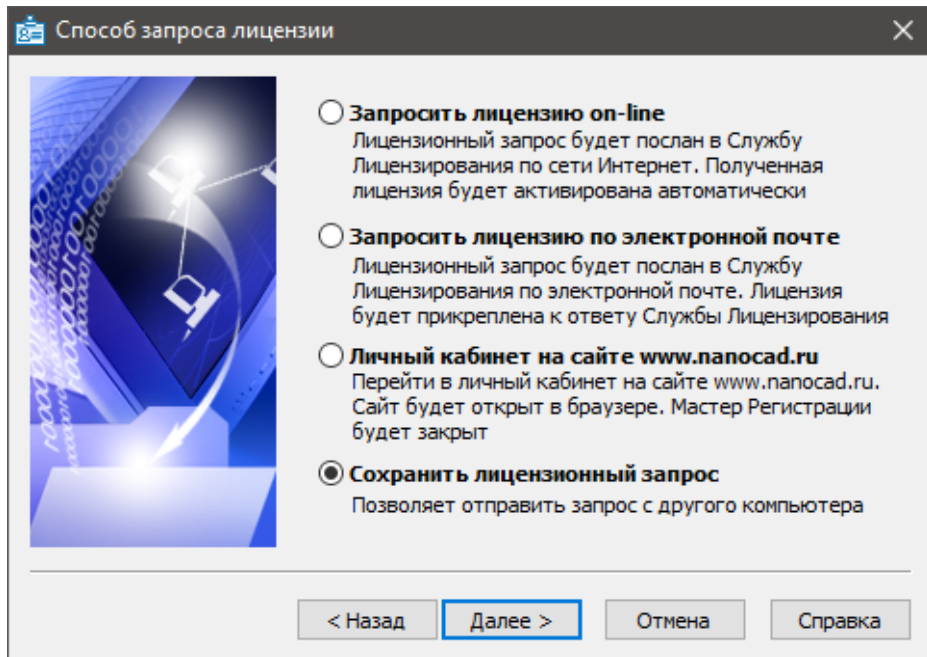 Способ запроса лицензии
Запросить лицензию on-line
Лицензионный запрос будет послан в Службу
Лицензирования по сети Интернет. Полученная
лицензия будет активирована автоматически
Запросить лицензию по электронной почте
Лицензионный запрос будет послан в Службу
Лицензирования по электронной почте. Лицензия
будет прикреплена к ответу Службы Лицензирования
Личный кабинет на сайте www.nanocad.ru
Перейти в личный кабинет на сайте www.nanocad.ru.
Сайт будет открыт в браузере. Мастер Регистрации
будет закрыт
Сохранить лицензионный запрос
Позволяет отправить запрос с другого компьютера
< Назад
Далее >
Отмена
Справка